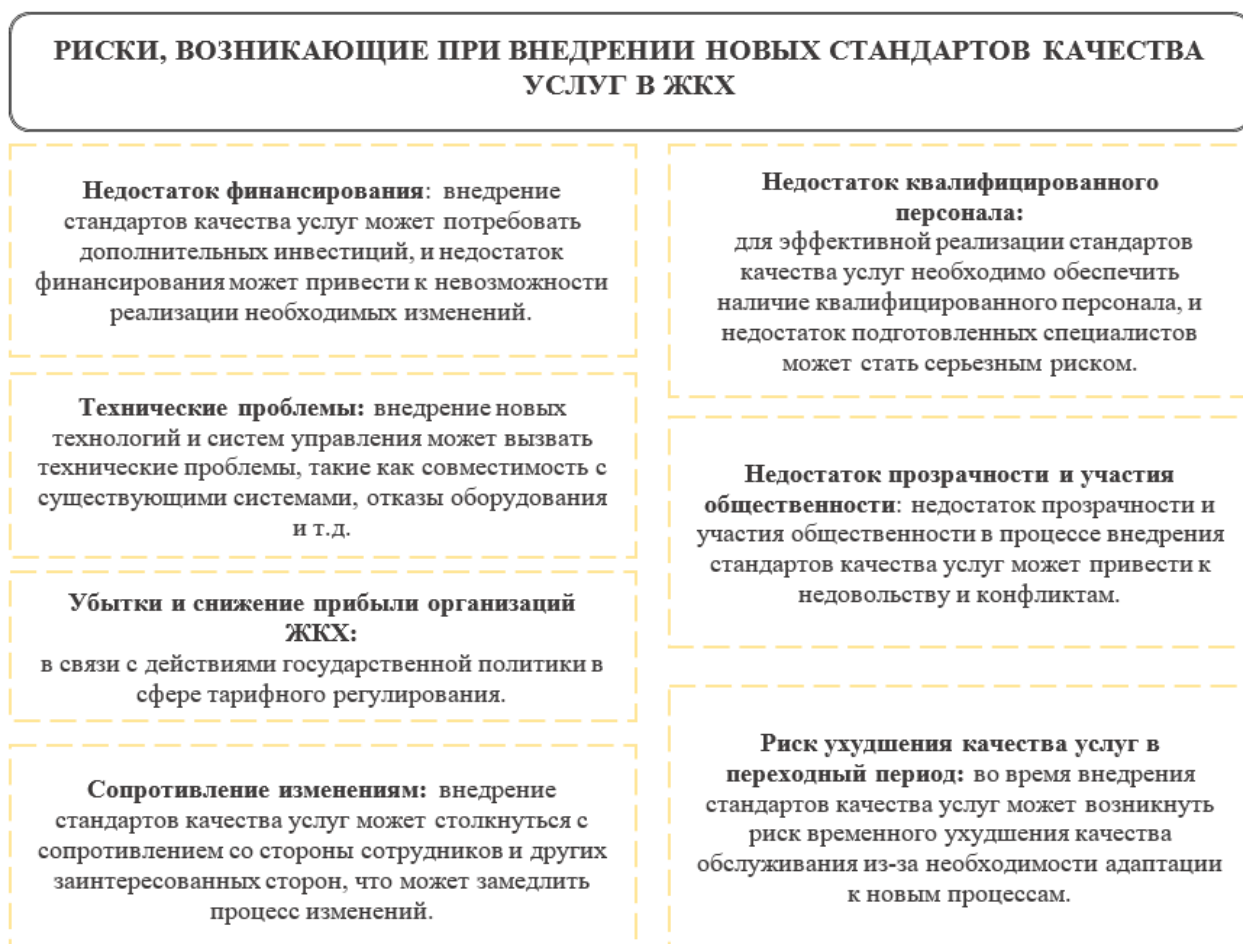 РИСКИ, ВОЗНИКАЮЩИЕ ПРИ ВНЕДРЕНИИ НОВЫХ СТАНДАРТОВ КАЧЕСТВА
УСЛУГ В ЖКХ
Недостаток финансирования: внедрение
стандартов качества услуг может потребовать
дополнительных инвестиций, и недостаток
финансирования может привести к невозможности
реализации необходимых изменений.
Технические проблемы: внедрение новых
технологий и систем управления может вызвать
технические проблемы, такие как совместимость с
существующими системами, отказы оборудования
и т.д.
Убытки и снижение прибыли организаций
ЖКХ:
в связи с действиями государственной политики в
сфере тарифного регулирования.
Сопротивление изменениям: внедрение
стандартов качества услуг может столкнуться с
сопротивлением со стороны сотрудников и других
заинтересованных сторон, что может замедлить
процесс изменений.
Недостаток квалифицированного
персонала:
для эффективной реализации стандартов
качества услуг необходимо обеспечить
наличие квалифицированного персонала, и
недостаток подготовленных специалистов
может стать серьезным риском.
Недостаток прозрачности и участия
общественности: недостаток прозрачности и
участия общественности в процессе внедрения
стандартов качества услуг может привести к
недовольству и конфликтам.
Риск ухудшения качества услуг в
переходный период: во время внедрения
стандартов качества услуг может возникнуть
риск временного ухудшения качества
обслуживания из-за необходимости адаптации
к новым процессам.